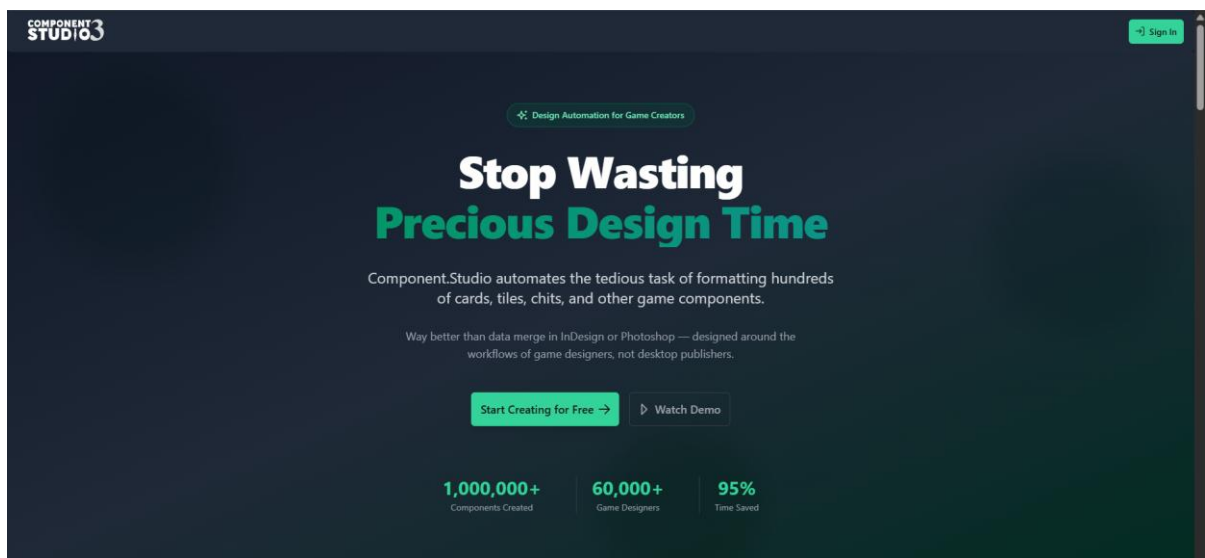 COMPONENT
STUDIO3
Sign In
Design Automation for Game Creators
Stop Wasting
Precious Design Time
Component.Studio automates the tedious task of formatting hundreds
of cards, tiles, chits, and other game components.
Way better than data merge in InDesign or Photoshop — designed around the
workflows of game designers, not desktop publishers.
Start Creating for Free →
Watch Demo
1,000,000+
Components Created
60,000+
Game Designers
95%
Time Saved